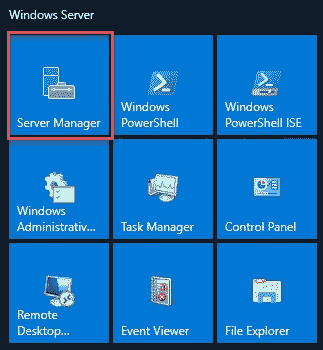 Windows Server
Server Manager
Windows
PowerShell
Windows
PowerShell ISE
Windows
Administrativ...
Task Manager
Control Panel
Remote
Desktop...
Event Viewer
File Explorer